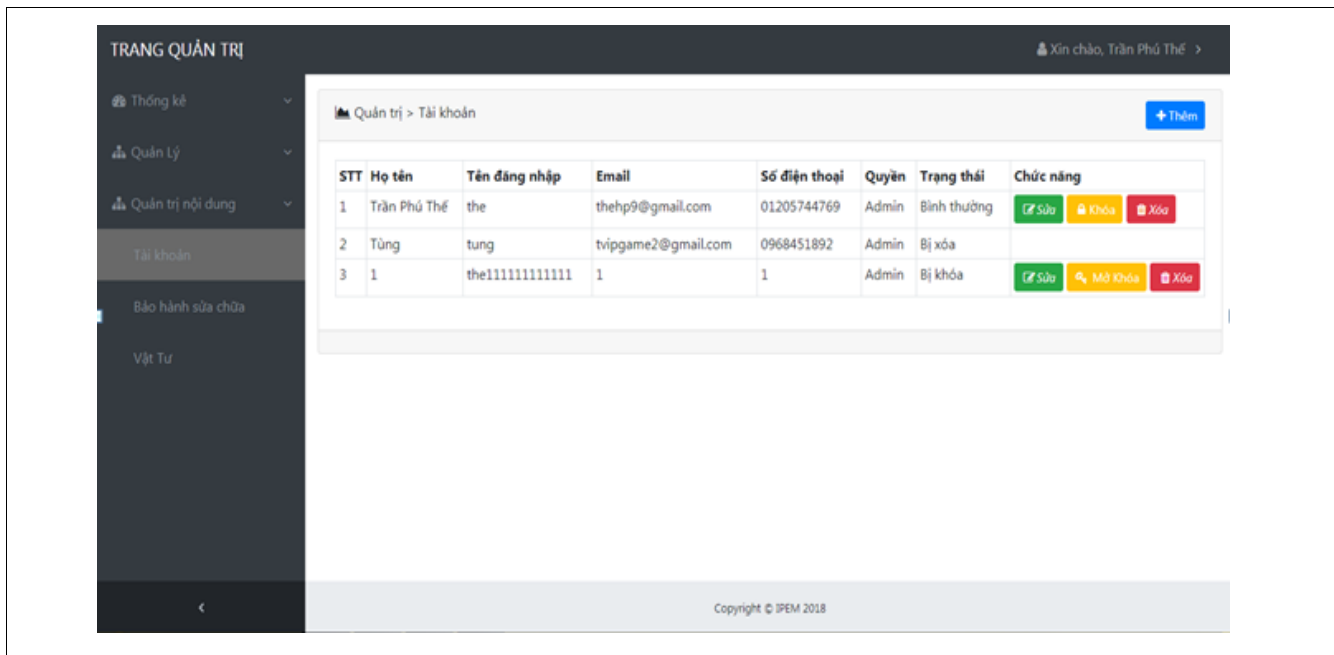 TRANG QUẢN TRỊ
Xin chào, Trần Phú Thế
Thống kê
Quản trị > Tài khoản
Thêm
Quản Lý
STT Họ tên Tên đăng nhập Email Số điện thoại Quyền Trạng thái Chức năng
Quản trị nội dung
1 Trần Phú Thế the thehp9@gmail.com 01205744769 Admin Bình thường Sửa Khóa Xóa
2 Tùng tung tvipgame2@gmail.com 0968451892 Admin Bị xóa
Tài khoản
3 1 the111111111111 1 1 Admin Bị khóa Sửa Mở Khóa Xóa
Bảo hành sửa chữa
Vật Tư
Copyright © IPEM 2018